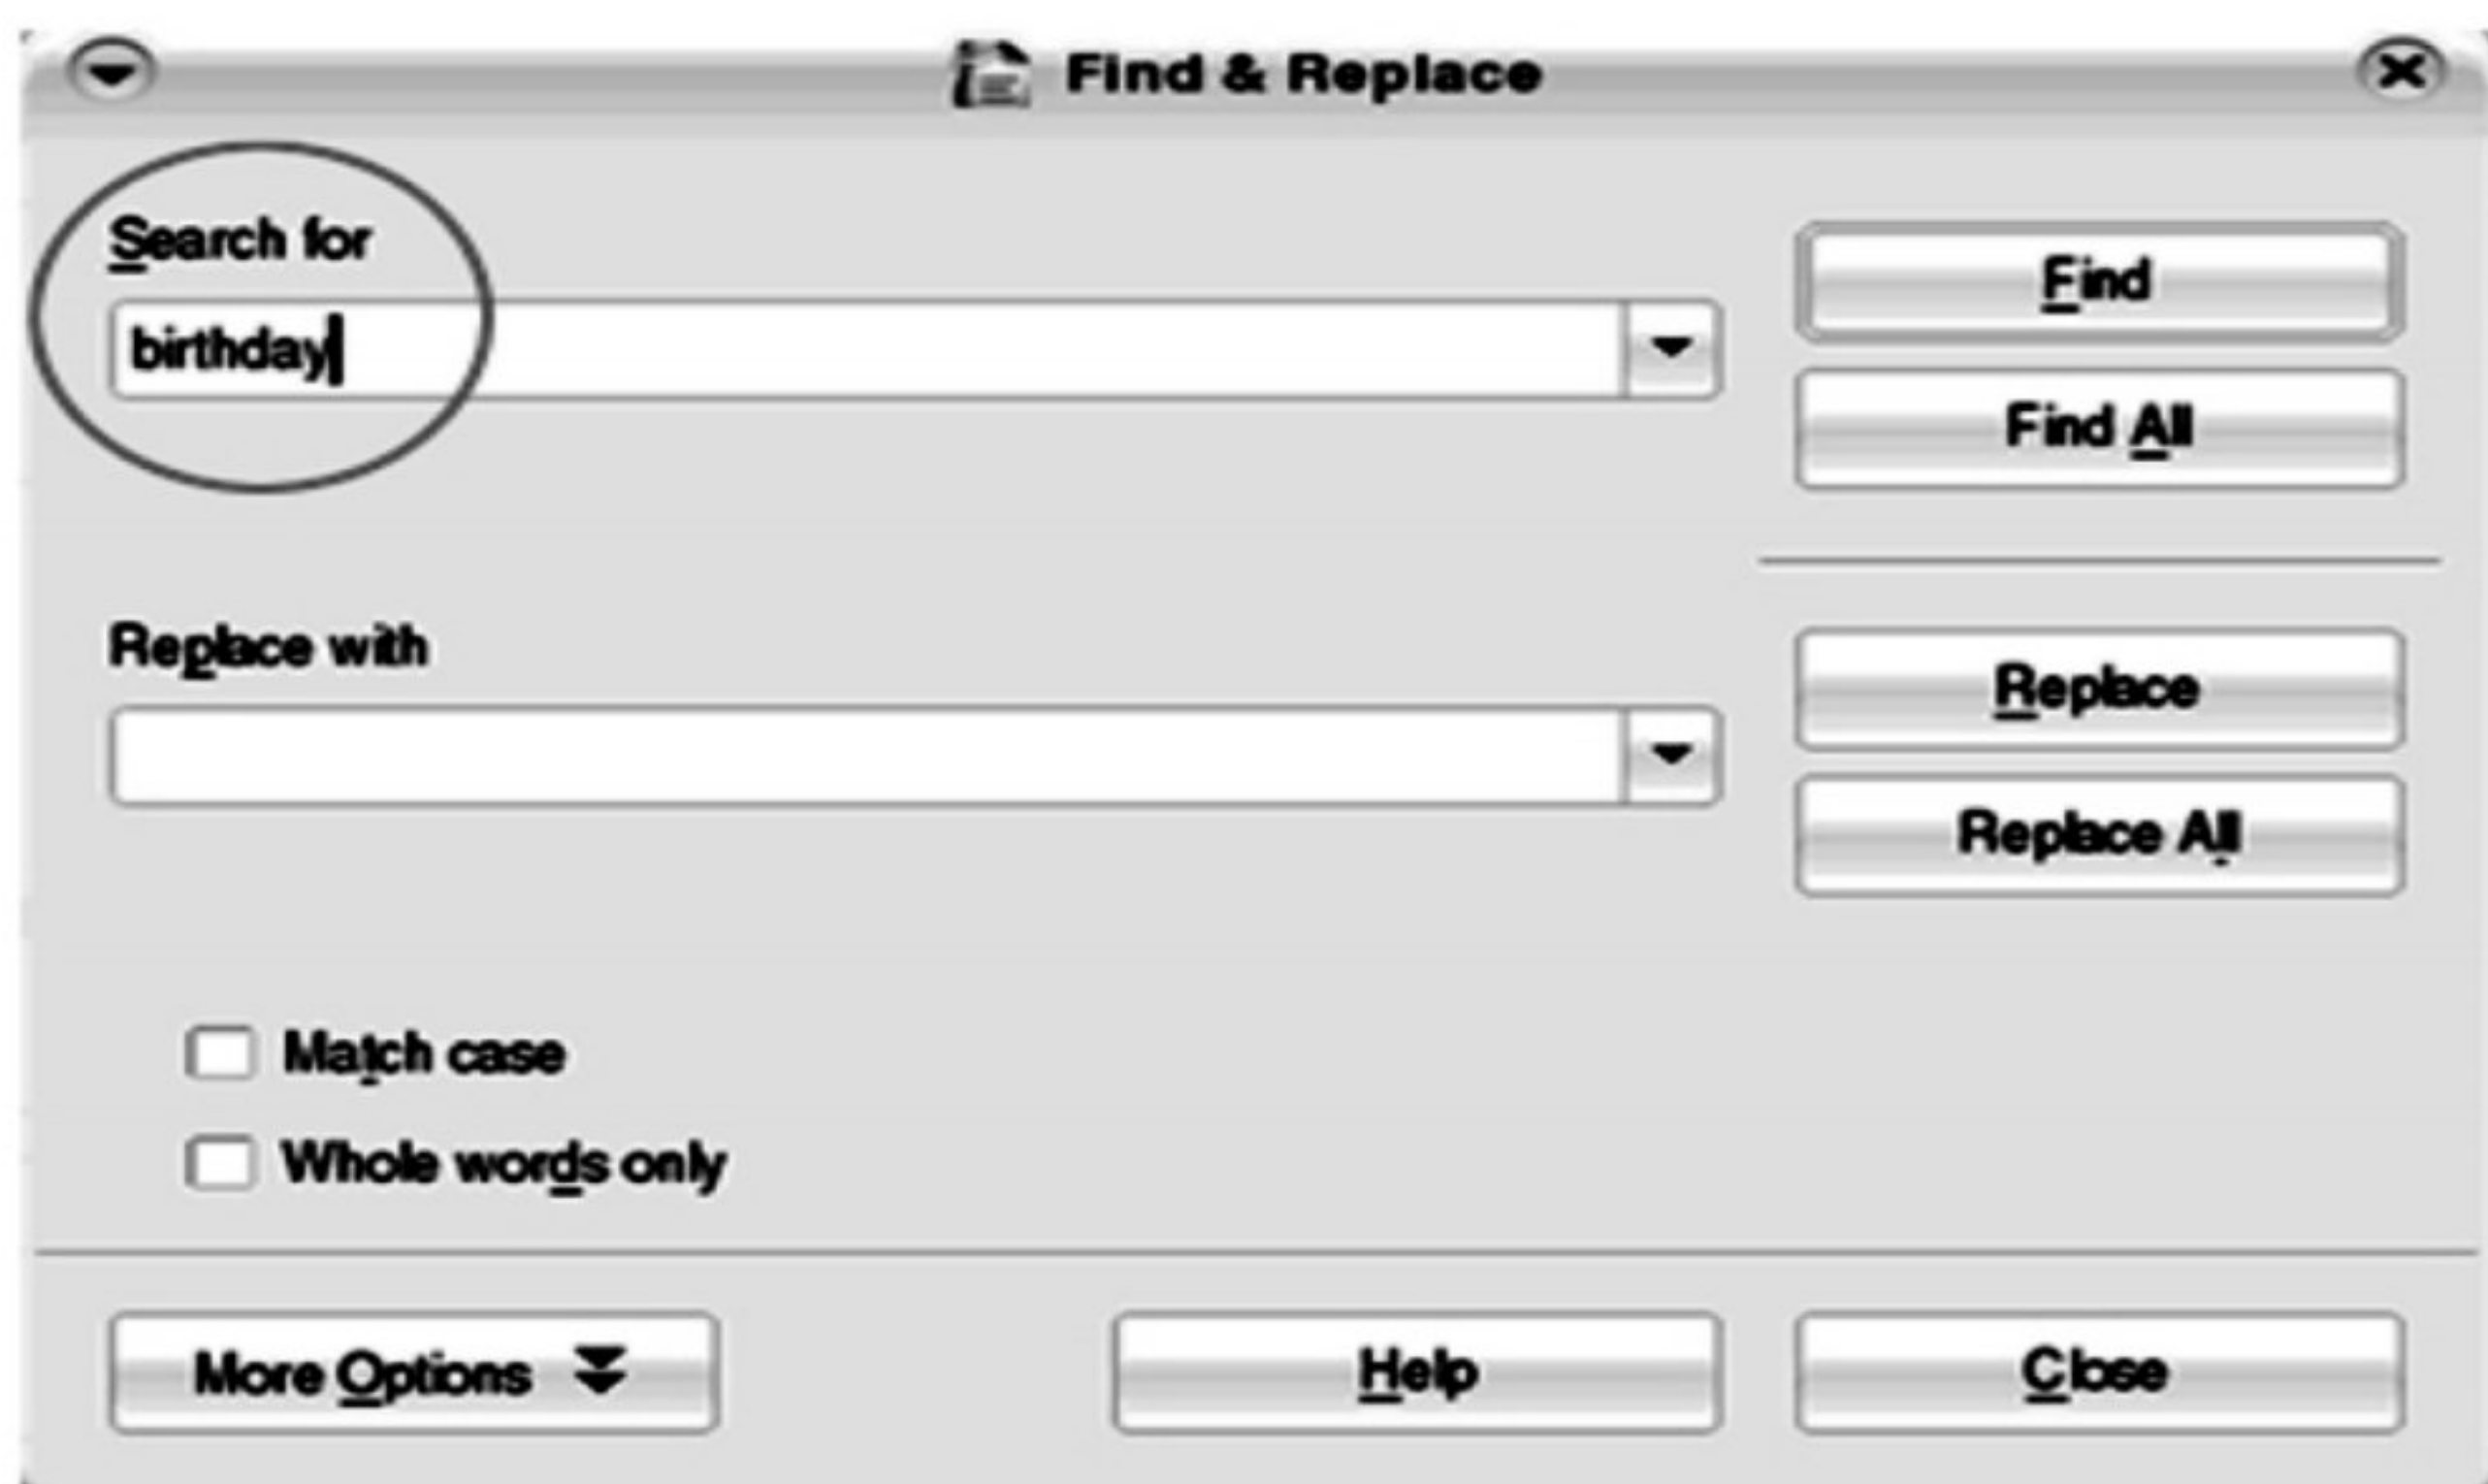 Find & Replace
Search for
birthday
Find
Find All
Replace with
Replace
Replace All
Match case
Whole words only
More Options
Help
Close